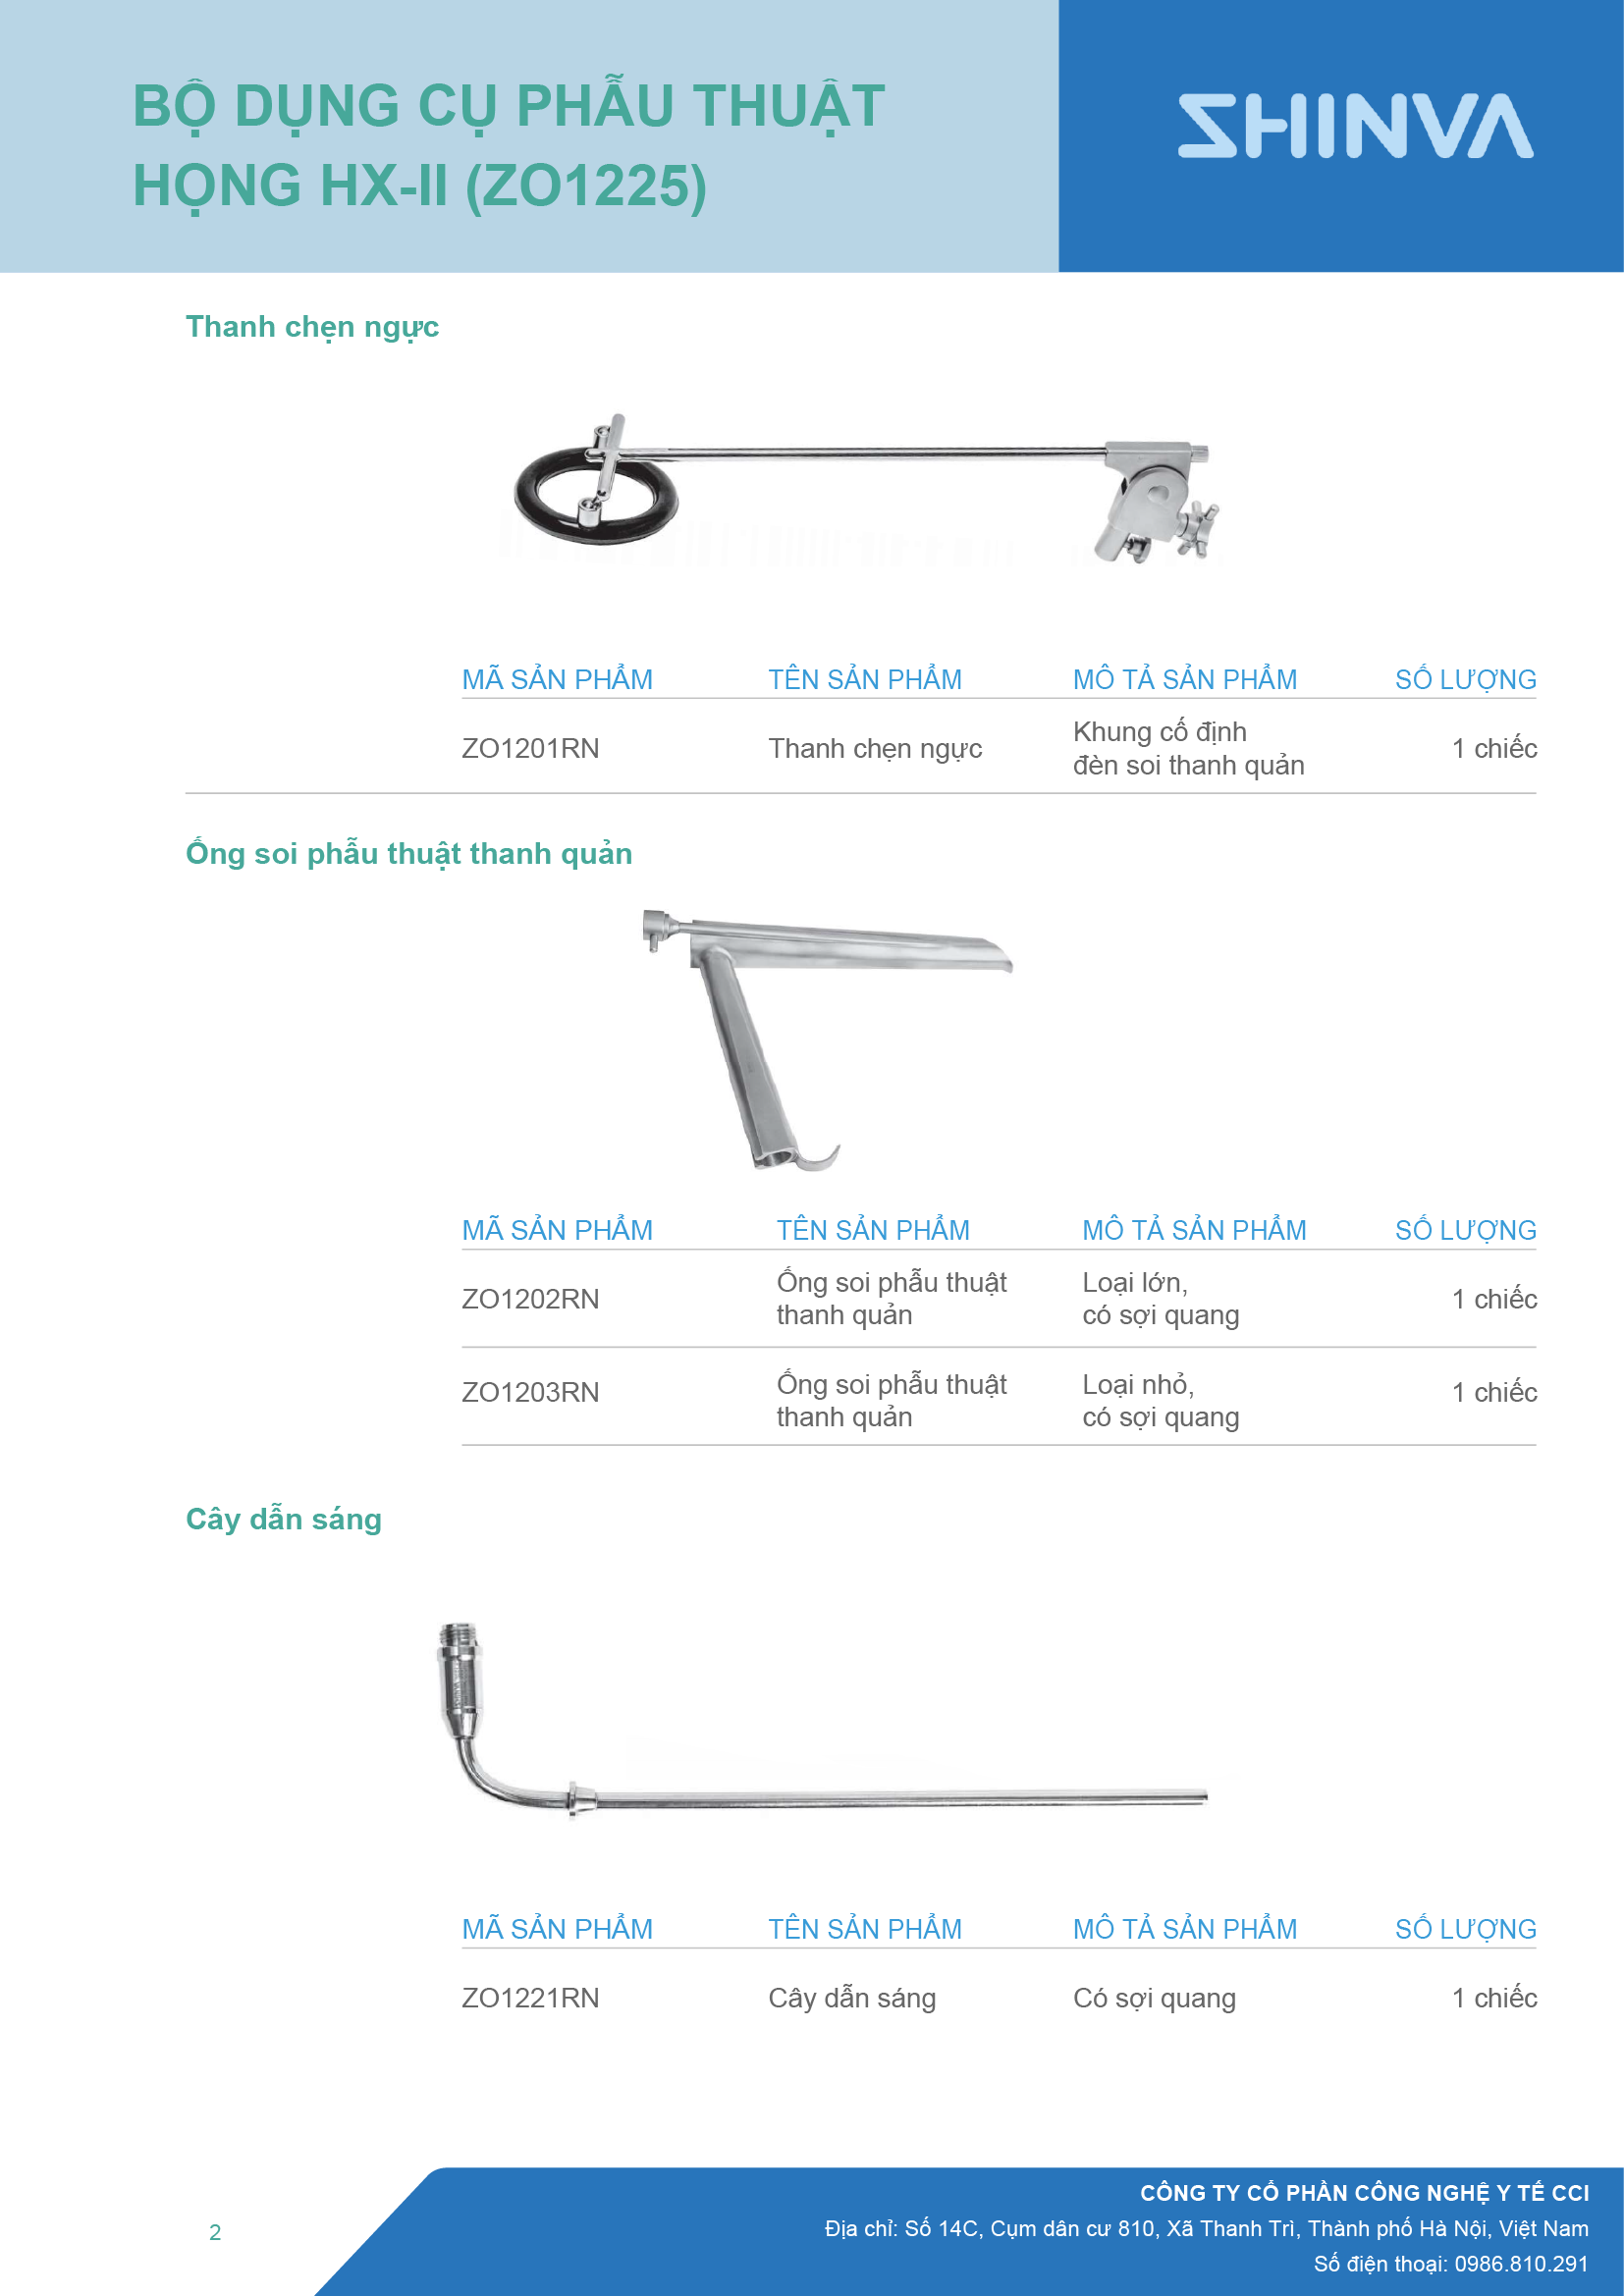 BỘ DỤNG CỤ PHẪU THUẬT
HỌNG HX-II (ZO1225)
SHINVA
Thanh chẹn ngực
MÃ SẢN PHẨM TÊN SẢN PHẨM MÔ TẢ SẢN PHẨM SỐ LƯỢNG
ZO1201RN Thanh chẹn ngực Khung cố định
đèn soi thanh quản 1 chiếc
Ống soi phẫu thuật thanh quản
MÃ SẢN PHẨM TÊN SẢN PHẨM MÔ TẢ SẢN PHẨM SỐ LƯỢNG
ZO1202RN Ống soi phẫu thuật Loại lớn,
thanh quản có sợi quang 1 chiếc
ZO1203RN Ống soi phẫu thuật Loại nhỏ,
thanh quản có sợi quang 1 chiếc
Cây dẫn sáng
MÃ SẢN PHẨM TÊN SẢN PHẨM MÔ TẢ SẢN PHẨM SỐ LƯỢNG
ZO1221RN Cây dẫn sáng Có sợi quang 1 chiếc
CÔNG TY CỔ PHẦN CÔNG NGHỆ Y TẾ CCI
2
Địa chỉ: Số 14C, Cụm dân cư 810, Xã Thanh Trì, Thành phố Hà Nội, Việt Nam
Số điện thoại: 0986.810.291